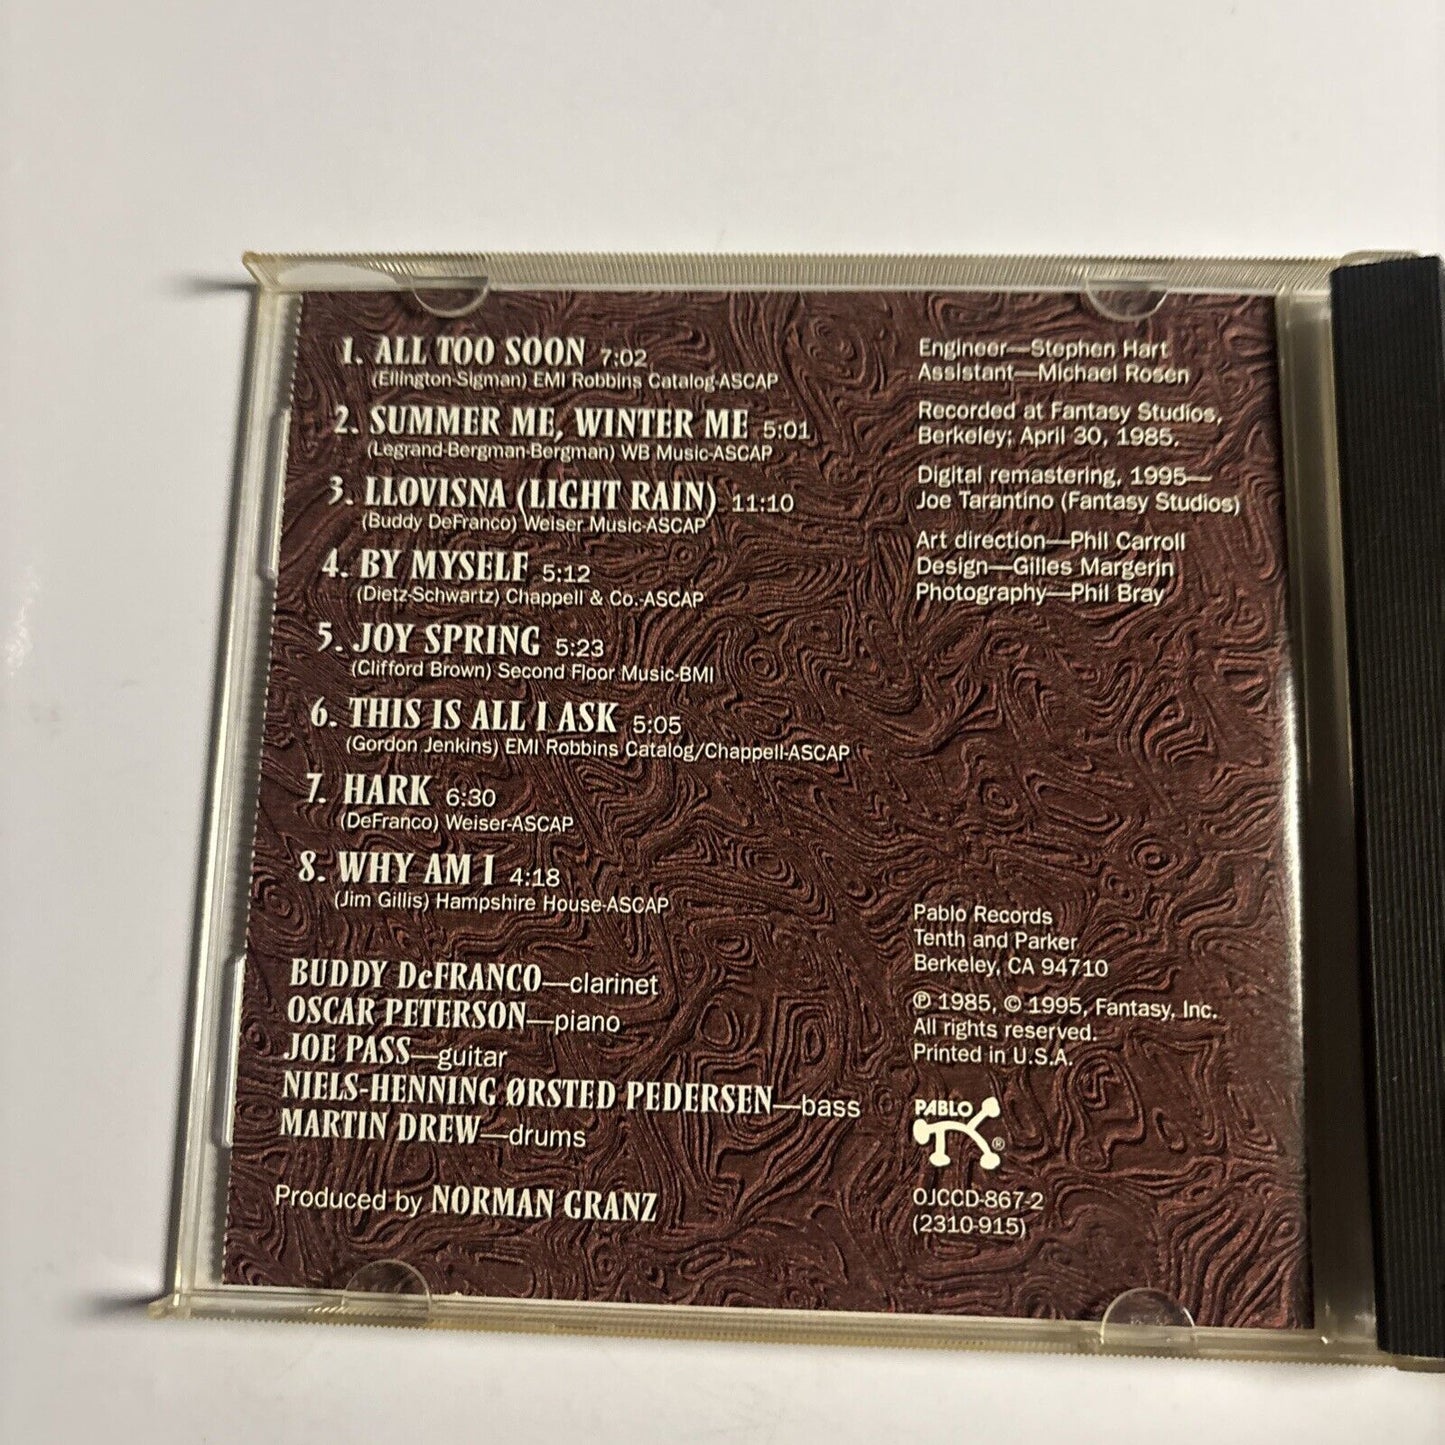 1. ALL TOO SOON 7:02
(Ellington-Sigman) EMI Robbins Catalog-ASCAP
2. SUMMER ME, WINTER ME 5:01
(Legrand-Bergman-Bergman) WB Music-ASCAP
3. LLOVISNA (LIGHT RAIN) 11:10
(Buddy DeFranco) Weiser Music-ASCAP
4. BY MYSELF 5:12
(Dietz-Schwartz) Chappell & Co.-ASCAP
5. JOY SPRING 5:23
(Clifford Brown) Second Floor Music-BMI
6. THIS IS ALL I ASK 5:05
(Gordon Jenkins) EMI Robbins Catalog/Chappell-ASCAP
7. HARK 6:30
(DeFranco) Weiser-ASCAP
8. WHY AM I 4:18
(Jim Gillis) Hampshire House-ASCAP
BUDDY DeFRANCO—clarinet
OSCAR PETERSON—piano
JOE PASS—guitar
NIELS-HENNING ØRSTED PEDERSEN—bass
MARTIN DREW—drums
Produced by NORMAN GRANZ
Engineer—Stephen Hart
Assistant—Michael Rosen
Recorded at Fantasy Studios,
Berkeley; April 30, 1985.
Digital remastering, 1995—
Joe Tarantino (Fantasy Studios)
Art direction—Phil Carroll
Design—Gilles Margerin
Photography—Phil Bray
Pablo Records
Tenth and Parker
Berkeley, CA 94710
℗ 1985, © 1995, Fantasy, Inc.
All rights reserved.
Printed in U.S.A.
PABLO
®
OJCCD-867-2
(2310-915)